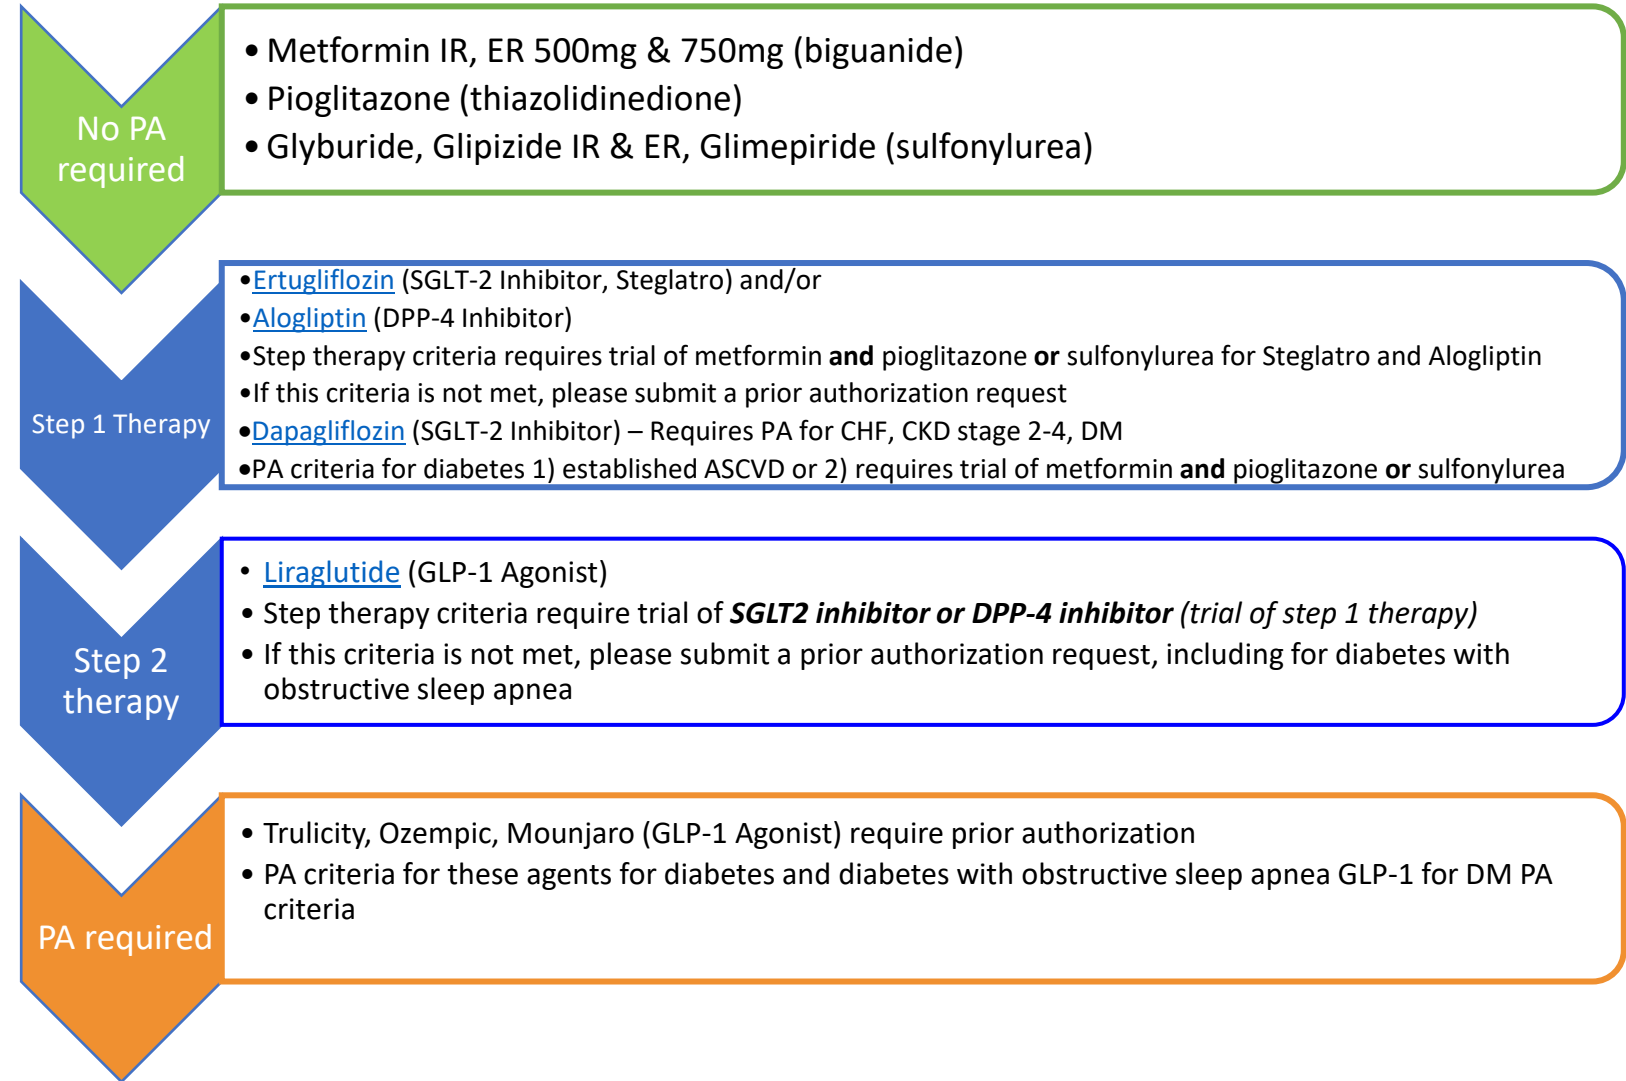 No PA
required
• Metformin IR, ER 500mg & 750mg (biguanide)
• Pioglitazone (thiazolidinedione)
• Glyburide, Glipizide IR & ER, Glimepiride (sulfonylurea)
Step 1 Therapy
•Ertugliflozin (SGLT-2 Inhibitor, Steglatro) and/or
•Alogliptin (DPP-4 Inhibitor)
•Step therapy criteria requires trial of metformin and pioglitazone or sulfonylurea for Steglatro and Alogliptin
•If this criteria is not met, please submit a prior authorization request
•Dapagliflozin (SGLT-2 Inhibitor) – Requires PA for CHF, CKD stage 2-4, DM
•PA criteria for diabetes 1) established ASCVD or 2) requires trial of metformin and pioglitazone or sulfonylurea
Step 2
therapy
• Liraglutide (GLP-1 Agonist)
• Step therapy criteria require trial of SGLT2 inhibitor or DPP-4 inhibitor (trial of step 1 therapy)
• If this criteria is not met, please submit a prior authorization request, including for diabetes with
obstructive sleep apnea
PA required
• Trulicity, Ozempic, Mounjaro (GLP-1 Agonist) require prior authorization
• PA criteria for these agents for diabetes and diabetes with obstructive sleep apnea GLP-1 for DM PA
criteria